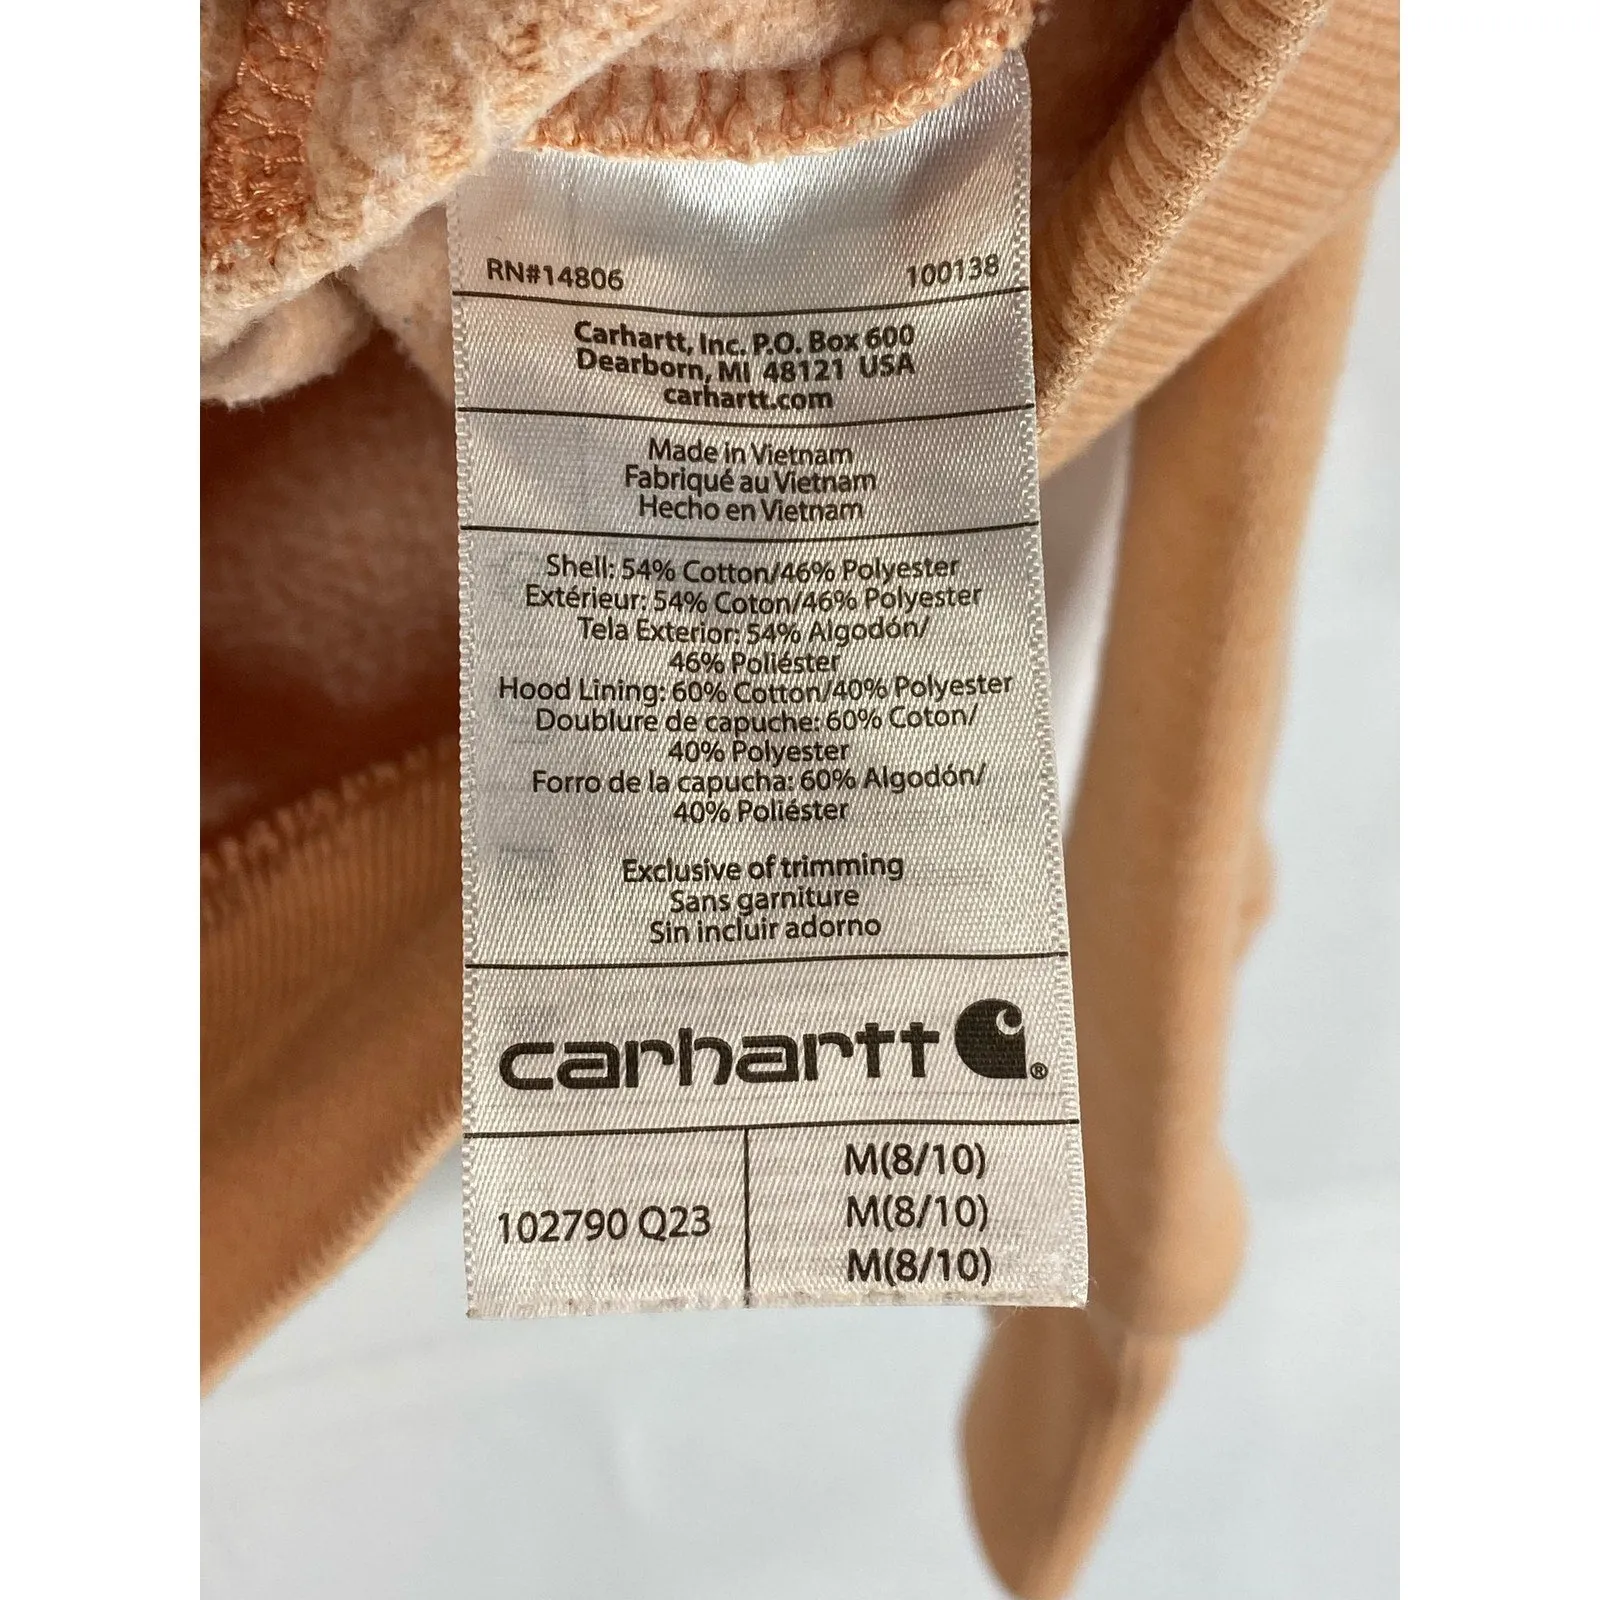 RN#14806 100138
Carhartt, Inc. P.O. Box 600
Dearborn, MI 48121 USA
carhartt.com
Made in Vietnam
Fabriqué au Vietnam
Hecho en Vietnam
Shell: 54% Cotton/46% Polyester
Extérieur: 54% Coton/46% Polyester
Tela Exterior: 54% Algodón/
46% Poliéster
Hood Lining: 60% Cotton/40% Polyester
Doublure de capuche: 60% Coton/
40% Polyester
Forro de la capucha: 60% Algodón/
40% Poliéster
Exclusive of trimming
Sans garniture
Sin incluir adorno
carhartt ®
102790 Q23
M(8/10)
M(8/10)
M(8/10)